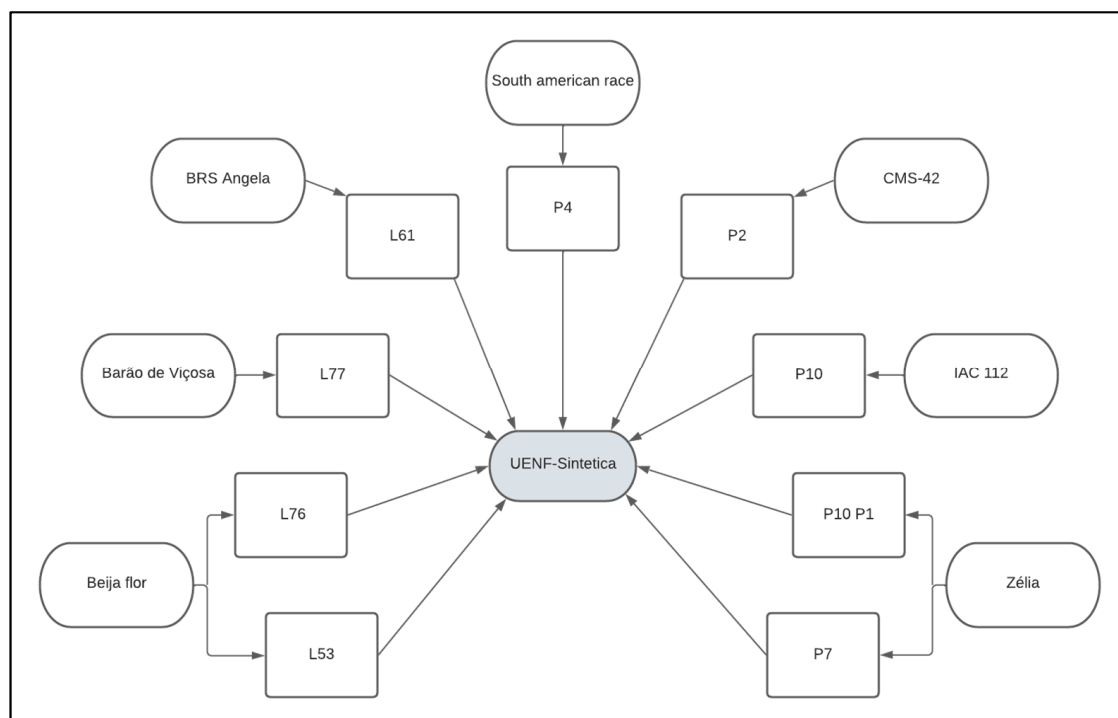 South american race
BRS Angela
CMS-42
P4
L61
P2
Barão de Viçosa
L77
P10
IAC 112
UENF-Sintetica
L76
P10 P1
Beija flor
Zélia
L53
P7